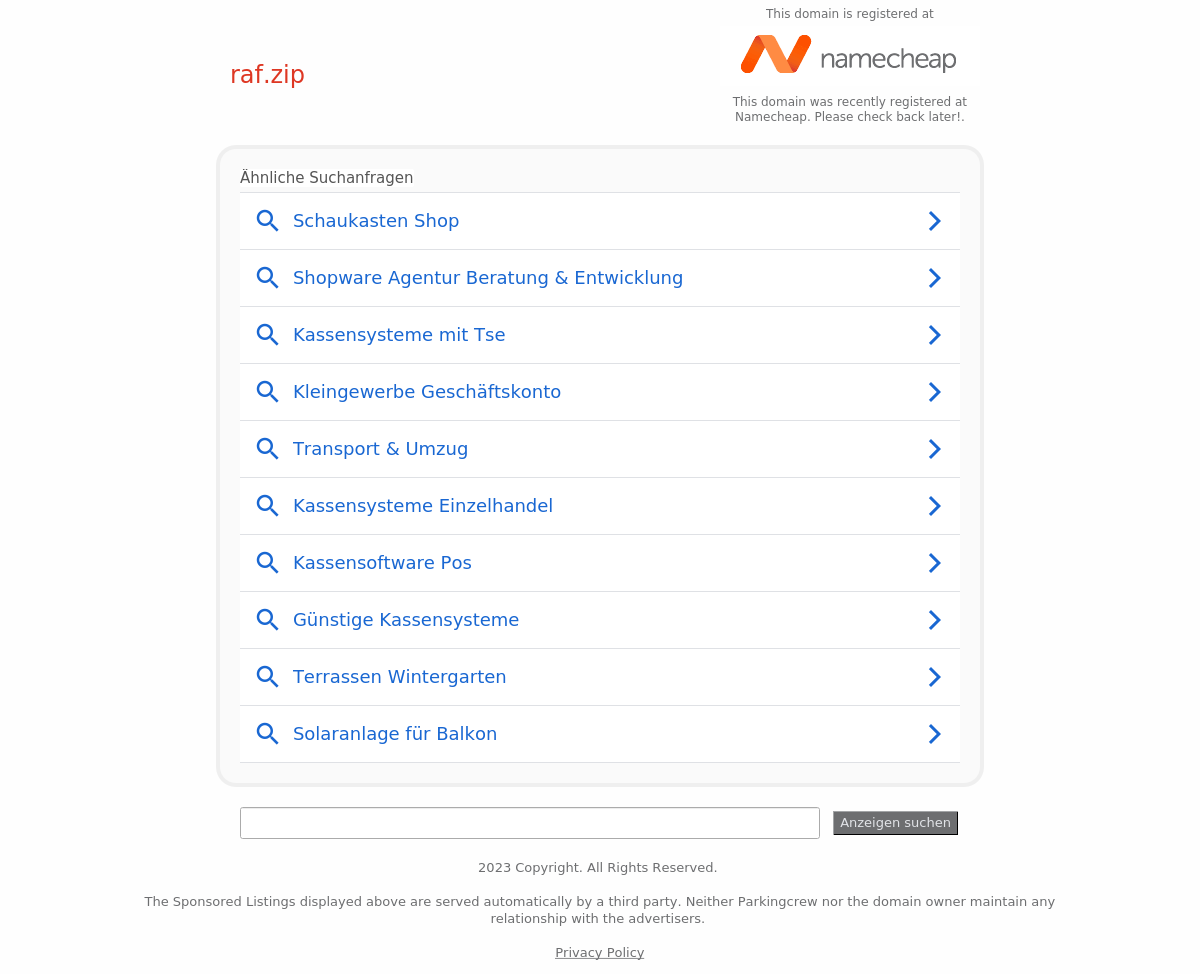 This domain is registered at
namecheap
raf.zip
This domain was recently registered at
Namecheap. Please check back later!.
Ähnliche Suchanfragen
Schaukasten Shop
Shopware Agentur Beratung & Entwicklung
Kassensysteme mit Tse
Kleingewerbe Geschäftskonto
Transport & Umzug
Kassensysteme Einzelhandel
Kassensoftware Pos
Günstige Kassensysteme
Terrassen Wintergarten
Solaranlage für Balkon
Anzeigen suchen
2023 Copyright. All Rights Reserved.
The Sponsored Listings displayed above are served automatically by a third party. Neither Parkingcrew nor the domain owner maintain any
relationship with the advertisers.
Privacy Policy